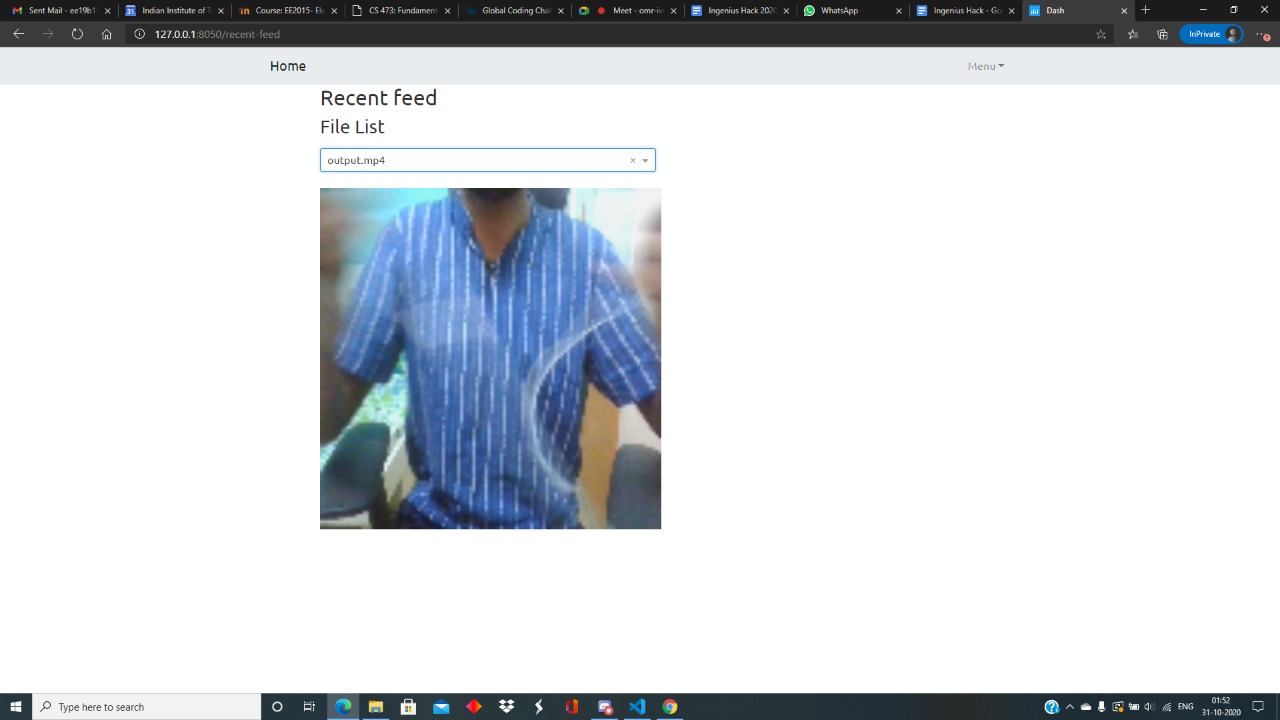 Sent Mail - ee19b1
Indian Institute of T
Course: EE2015- Ele
CS 473: Fundament
Global Coding Chal
Meet - omr-iv
Ingenius Hack 2020
WhatsApp
Ingenius Hack - Go
Dash
127.0.0.1:8050/recent-feed
InPrivate
Home
Menu
Recent feed
File List
output.mp4
Type here to search
ENG
01:52
31-10-2020